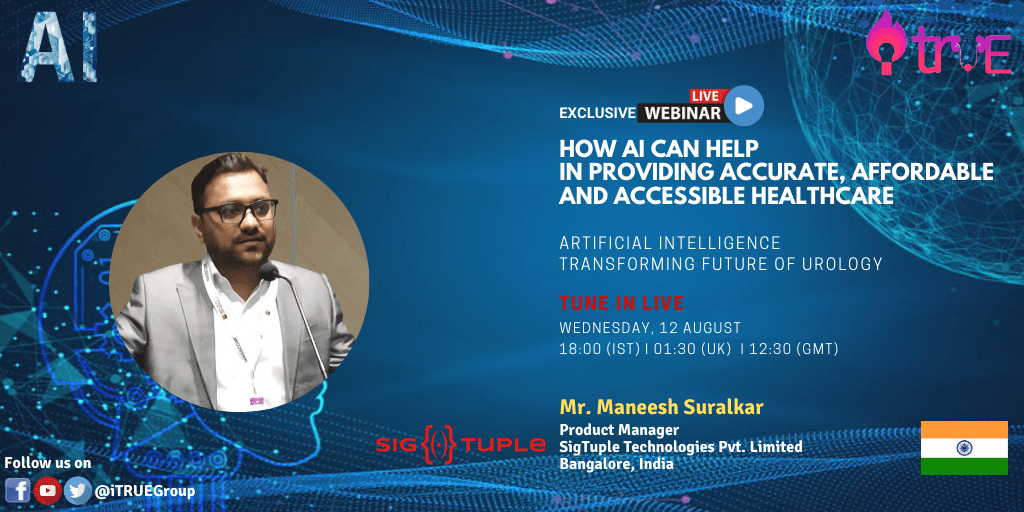 AI
iTrUE
LIVE
EXCLUSIVE WEBINAR
HOW AI CAN HELP
IN PROVIDING ACCURATE, AFFORDABLE
AND ACCESSIBLE HEALTHCARE
ARTIFICIAL INTELLIGENCE
TRANSFORMING FUTURE OF UROLOGY
TUNE IN LIVE
WEDNESDAY, 12 AUGUST
18:00 (IST) I 01:30 (UK) I 12:30 (GMT)
Mr. Maneesh Suralkar
Product Manager
SigTuple Technologies Pvt. Limited
Bangalore, India
SIG{:}TUPLE
Follow us on
@iTRUEGroup